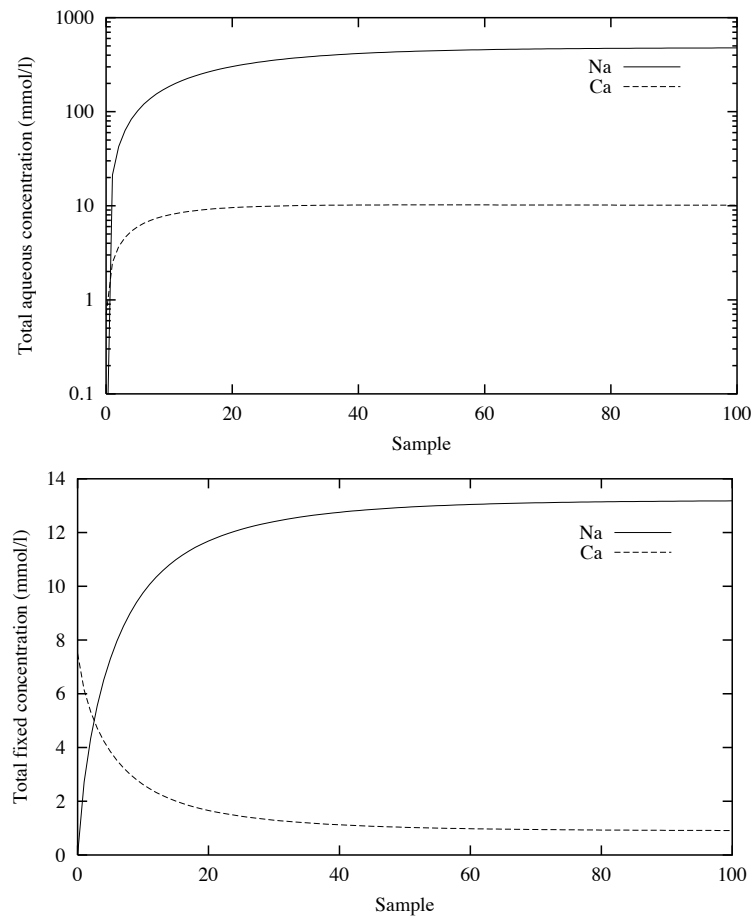 Total aqueous concentration (mmol/l)
1000
100
10
1
0.1
Na
Ca
0 20 40 60 80 100
Sample
Total fixed concentration (mmol/l)
14
12
10
8
6
4
2
0
Na
Ca
0 20 40 60 80 100
Sample